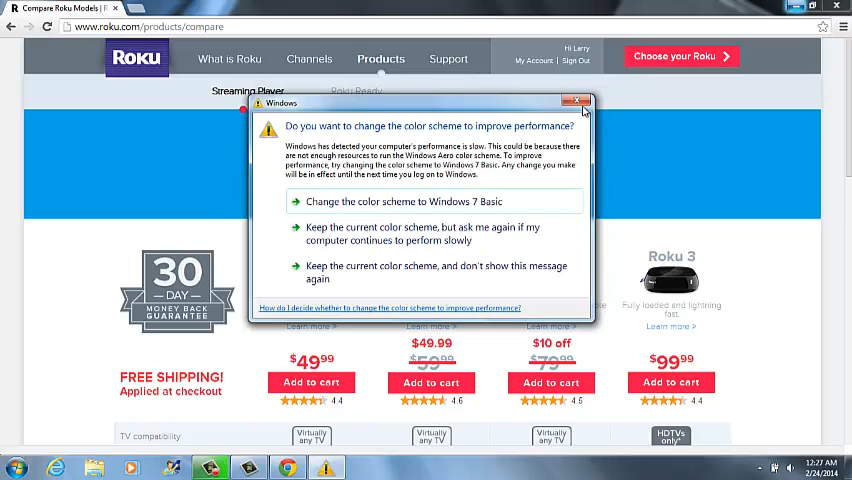 Compare Roku Models | R
www.roku.com/products/compare
Roku
What is Roku
Channels
Products
Support
Hi Larry
My Account | Sign Out
Choose your Roku
Streaming Player
Roku Ready
Windows
Do you want to change the color scheme to improve performance?
Windows has detected your computer's performance is slow. This could be because
there are not enough resources to run the Windows Aero color scheme. To improve
performance, try changing the color scheme to Windows 7 Basic. Any change you make
will be in effect until the next time you log on to Windows.
Change the color scheme to Windows 7 Basic
Keep the current color scheme, but ask me again if my
computer continues to perform slowly
Keep the current color scheme, and don't show this message
again
How do I decide whether to change the color scheme to improve performance?
30
DAY
MONEY BACK
GUARANTEE
Roku 3
Fully loaded and lightning
fast.
Learn more >
Learn more >
Learn more >
Learn more >
FREE SHIPPING!
Applied at checkout
$49.99
$10 off
$49.99
$59.99
$79.99
$99.99
Add to cart
Add to cart
Add to cart
Add to cart
4.4
4.6
4.5
4.4
TV compatibility
Virtually
any TV
Virtually
any TV
Virtually
any TV
HDTVs
only*
12:27 AM
2/24/2014